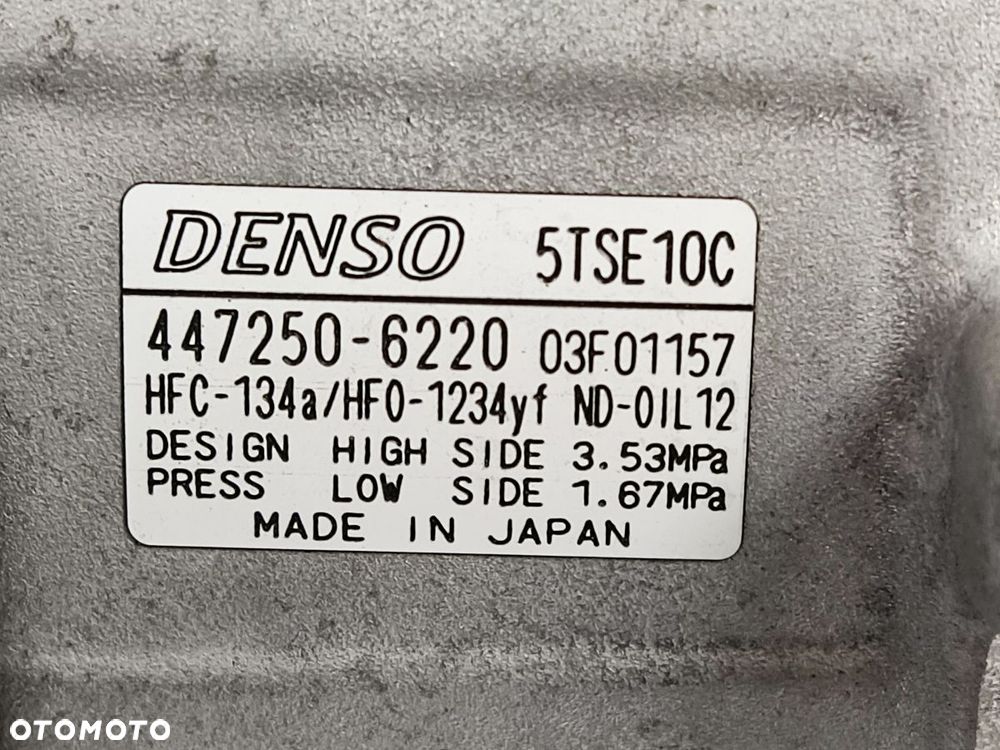 DENSO 5TSE10C
447250-6220 03F01157
HFC-134a/HFO-1234yf ND-OIL12
DESIGN HIGH SIDE 3.53MPa
PRESS LOW SIDE 1.67MPa
MADE IN JAPAN
OTOMOTO